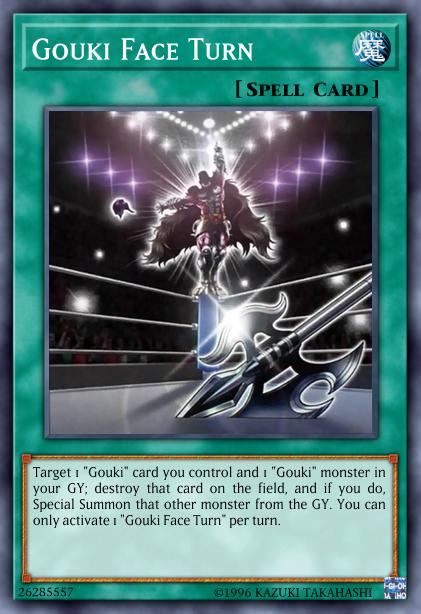 Gouki Face Turn
SPELL
魔
[Spell Card]
Target 1 "Gouki" card you control and 1 "Gouki" monster in
your GY; destroy that card on the field, and if you do,
Special Summon that other monster from the GY. You can
only activate 1 "Gouki Face Turn" per turn.
26285557
©1996 KAZUKI TAKAHASHI